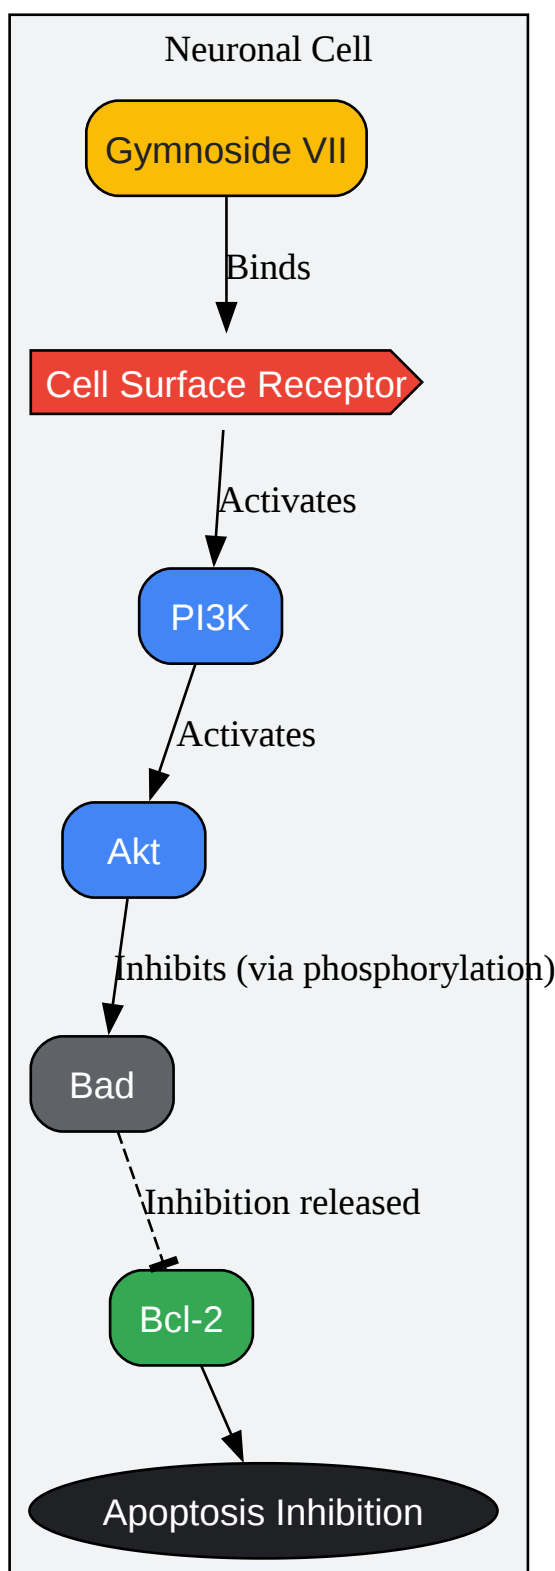 Neuronal Cell
Gymnoside VII
Binds
Cell Surface Receptor
Activates
PI3K
Activates
Akt
Inhibits (via phosphorylation)
Bad
Inhibition released
Bcl-2
Apoptosis Inhibition